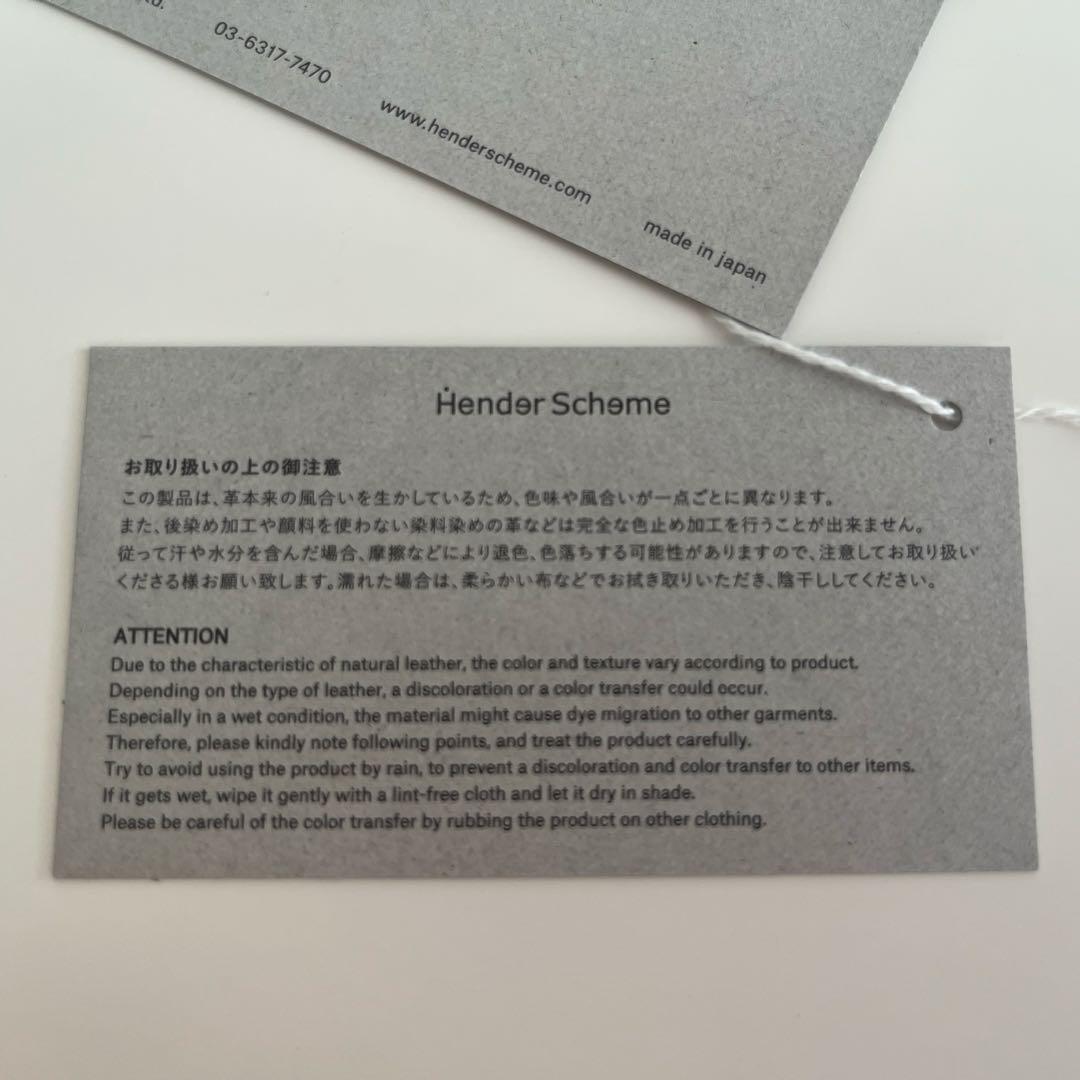 03-6317-7470
www.henderscheme.com
made in japan
Hender Scheme
お取り扱いの上の御注意
この製品は、革本来の風合いを生かしているため、色味や風合いが一点ごとに異なります。
また、後染め加工や顔料を使わない染料染めの革などは完全な色止め加工を行うことが出来ません。
従って汗や水分を含んだ場合、摩擦などにより退色、色落ちする可能性がありますので、注意してお取り扱い
くださる様お願い致します。濡れた場合は、柔らかい布などでお拭き取りいただき、陰干ししてください。
ATTENTION
Due to the characteristic of natural leather, the color and texture vary according to product.
Depending on the type of leather, a discoloration or a color transfer could occur.
Especially in a wet condition, the material might cause dye migration to other garments.
Therefore, please kindly note following points, and treat the product carefully.
Try to avoid using the product by rain, to prevent a discoloration and color transfer to other items.
If it gets wet, wipe it gently with a lint-free cloth and let it dry in shade.
Please be careful of the color transfer by rubbing the product on other clothing.